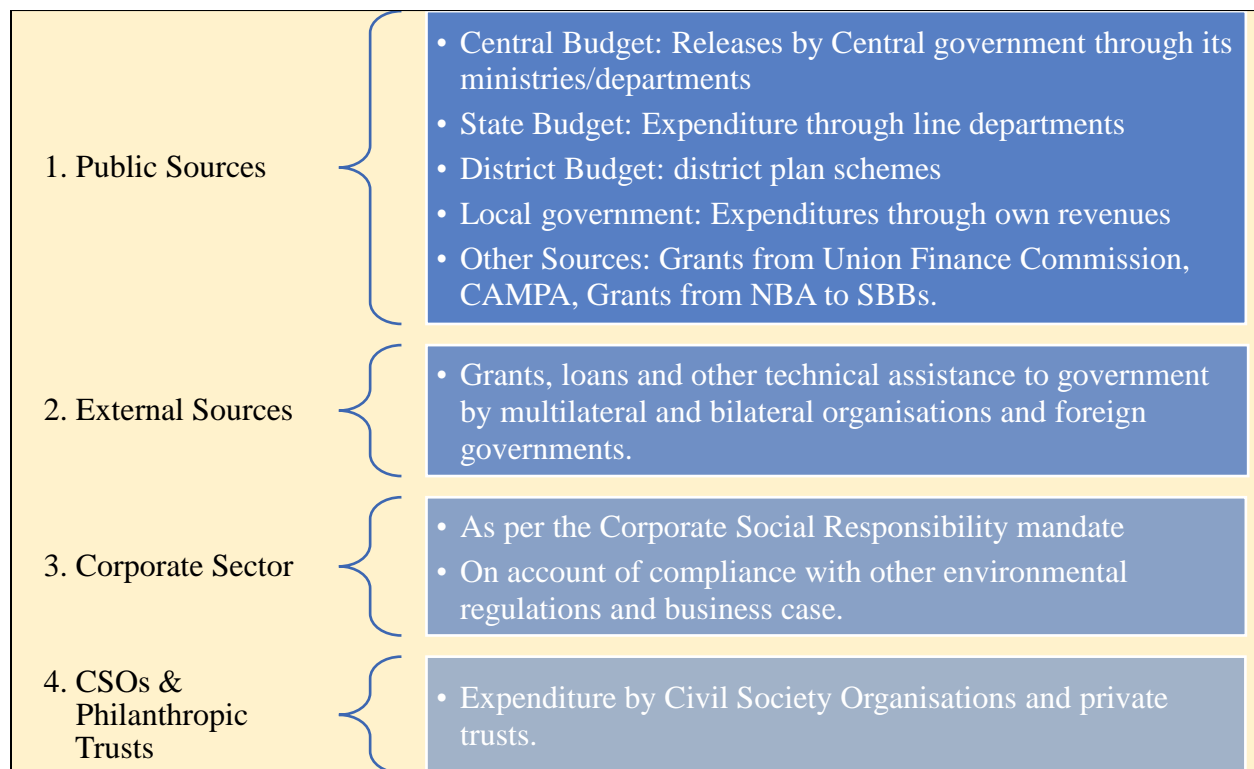 1. Public Sources
• Central Budget: Releases by Central government through its
ministries/departments
• State Budget: Expenditure through line departments
• District Budget: district plan schemes
• Local government: Expenditures through own revenues
• Other Sources: Grants from Union Finance Commission,
CAMPA, Grants from NBA to SBBs.
2. External Sources
• Grants, loans and other technical assistance to government
by multilateral and bilateral organisations and foreign
governments.
3. Corporate Sector
• As per the Corporate Social Responsibility mandate
• On account of compliance with other environmental
regulations and business case.
4. CSOs &
Philanthropic
Trusts
• Expenditure by Civil Society Organisations and private
trusts.